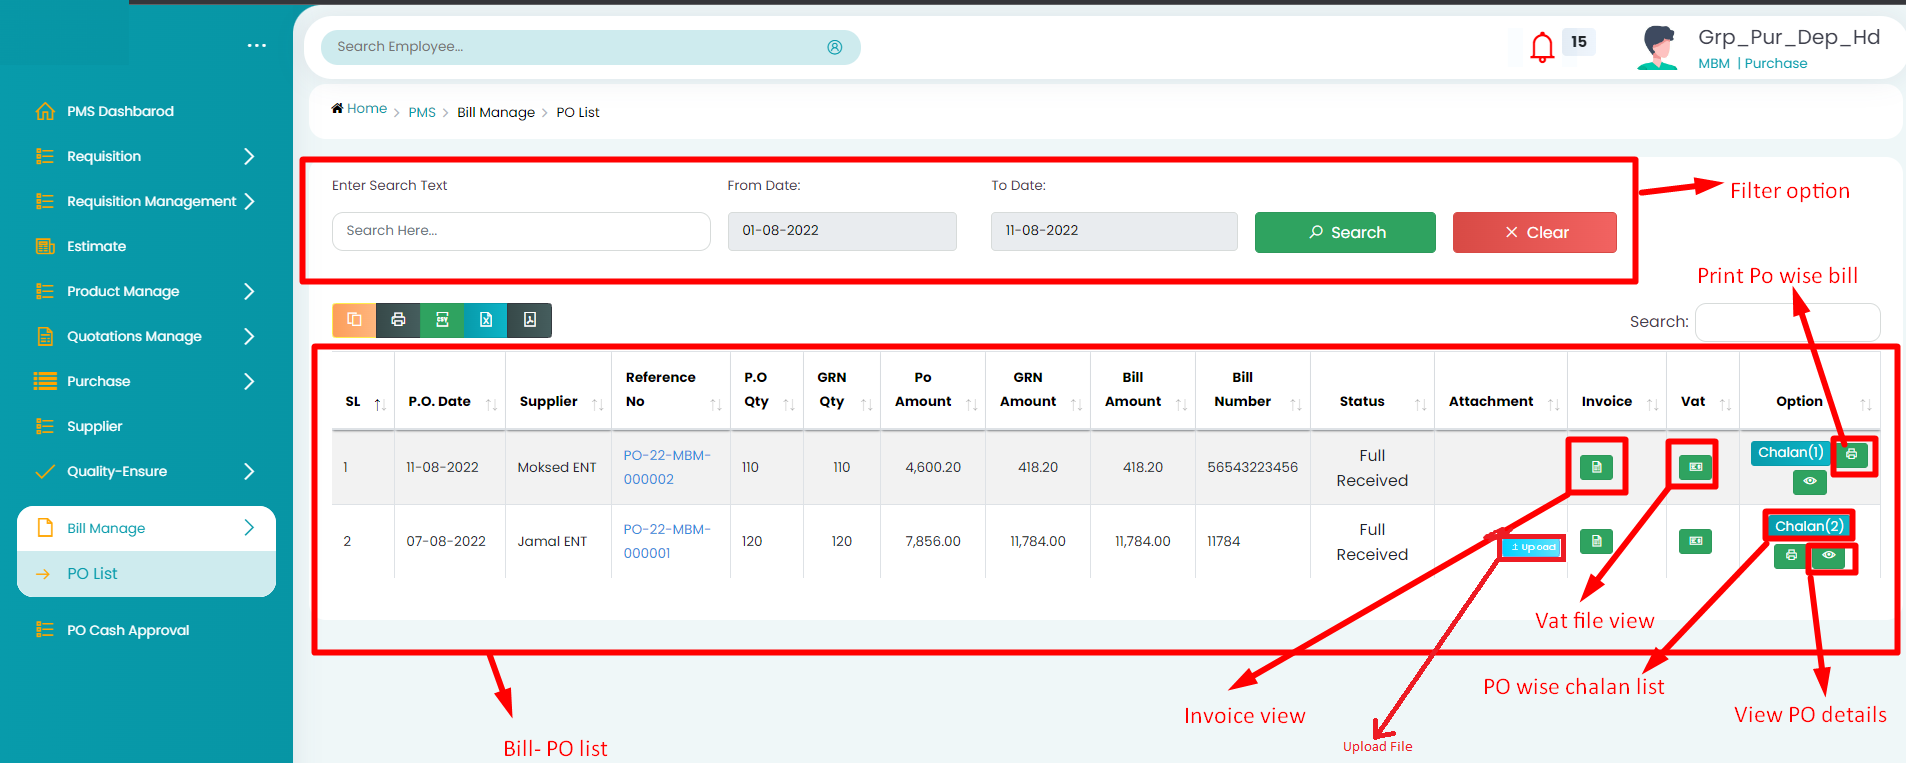 ...
Search Employee...
15
Grp_Pur_Dep_Hd
MBM | Purchase
PMS Dashbarod
Requisition
Requisition Management
Estimate
Product Manage
Quotations Manage
Purchase
Supplier
Quality-Ensure
Bill Manage
PO List
PO Cash Approval
Home > PMS > Bill Manage > PO List
Enter Search Text From Date: To Date:
Search Here... 01-08-2022 11-08-2022 Search Clear
Filter option
Print Po wise bill
CSV
Search:
SL P.O. Date Supplier Reference No P.O Qty GRN Qty Po Amount GRN Amount Bill Amount Bill Number Status Attachment Invoice Vat Option
1 11-08-2022 Moksed ENT PO-22-MBM-000002 110 110 4,600.20 418.20 418.20 56543223456 Full Received Chalan(1)
2 07-08-2022 Jamal ENT PO-22-MBM-000001 120 120 7,856.00 11,784.00 11,784.00 11784 Full Received Upload Chalan(2)
Vat file view
PO wise chalan list
Invoice view
View PO details
Upload File
Bill- PO list